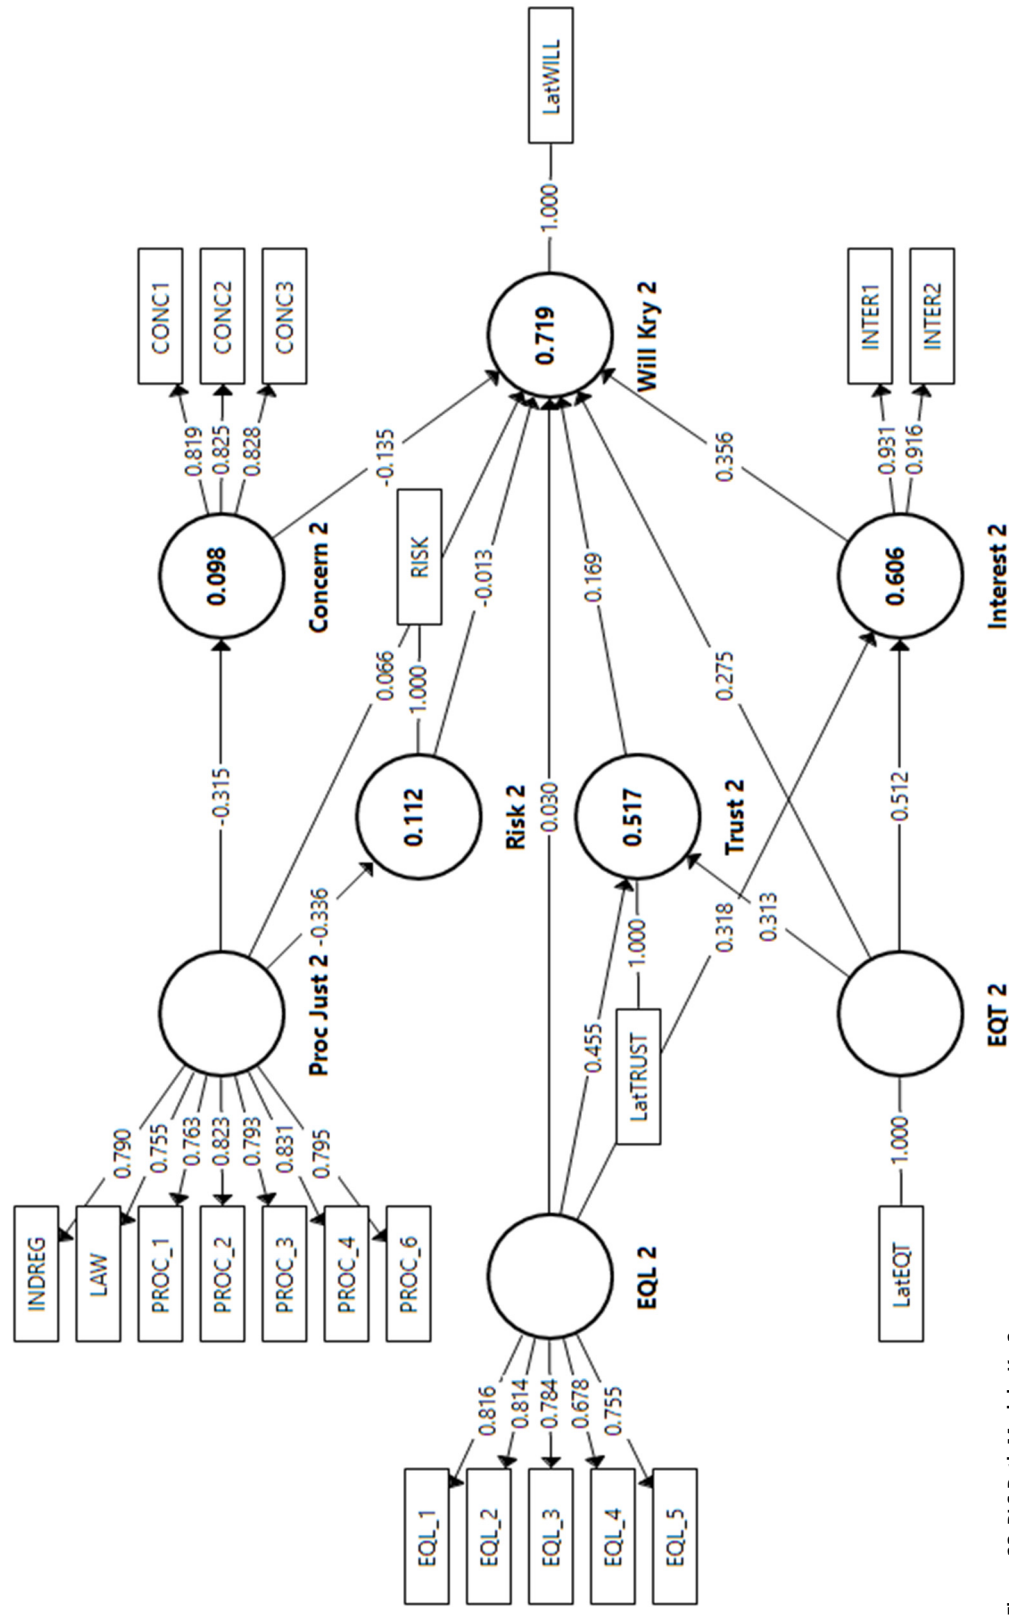 LatWILL
1.000
CONC1
CONC2
CONC3
0.819
0.825
0.828
0.098
Concern 2
-0.135
0.719
Will Kry 2
INTER1
INTER2
0.931
0.916
0.606
Interest 2
0.356
RISK
1.000
0.066
-0.013
0.030
0.169
0.275
-0.315
0.112
Risk 2
0.517
Trust 2
0.512
-0.336
0.318
0.313
0.455
1.000
LatTRUST
Proc Just 2
0.790
0.755
0.763
0.823
0.793
0.831
0.795
INDREG
LAW
PROC_1
PROC_2
PROC_3
PROC_4
PROC_6
EQL 2
0.816
0.814
0.784
0.678
0.755
EQL_1
EQL_2
EQL_3
EQL_4
EQL_5
EQT 2
1.000
LatEQT